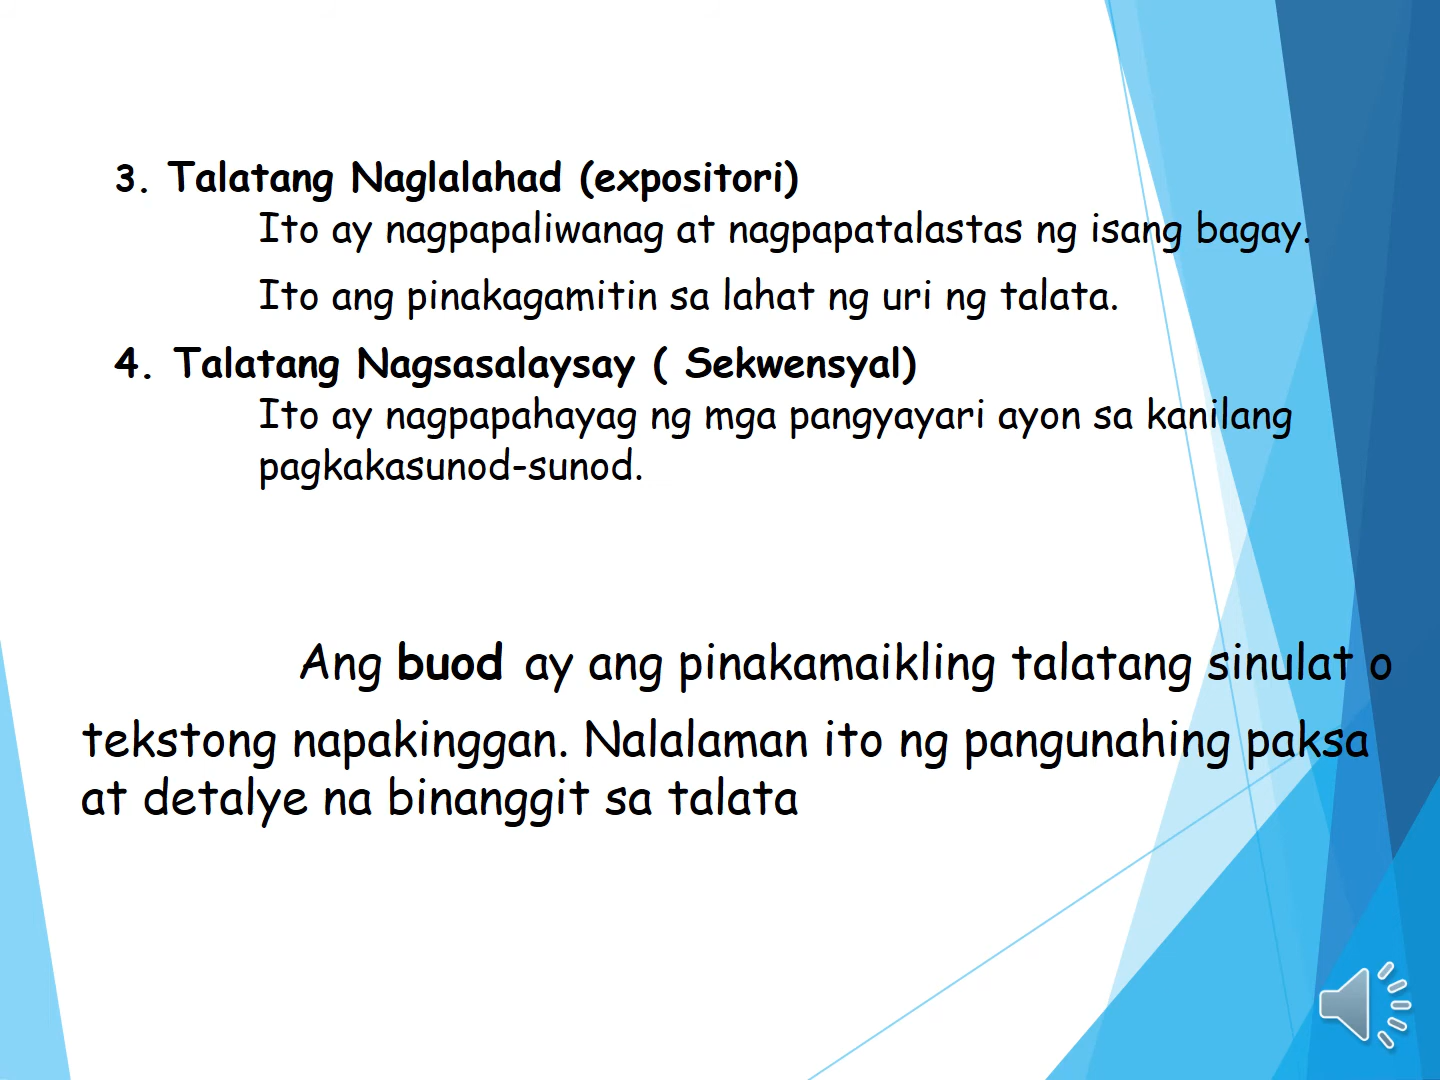 3. Talatang Naglalahad (expositori)
Ito ay nagpapaliwanag at nagpapatalastas ng isang bagay.
Ito ang pinakagamitin sa lahat ng uri ng talata.
4. Talatang Nagsasalaysay ( Sekwensyal)
Ito ay nagpapahayag ng mga pangyayari ayon sa kanilang
pagkakasunod-sunod.
Ang buod ay ang pinakamaikling talatang sinulat o
tekstong napakinggan. Nalalaman ito ng pangunahing paksa
at detalye na binanggit sa talata